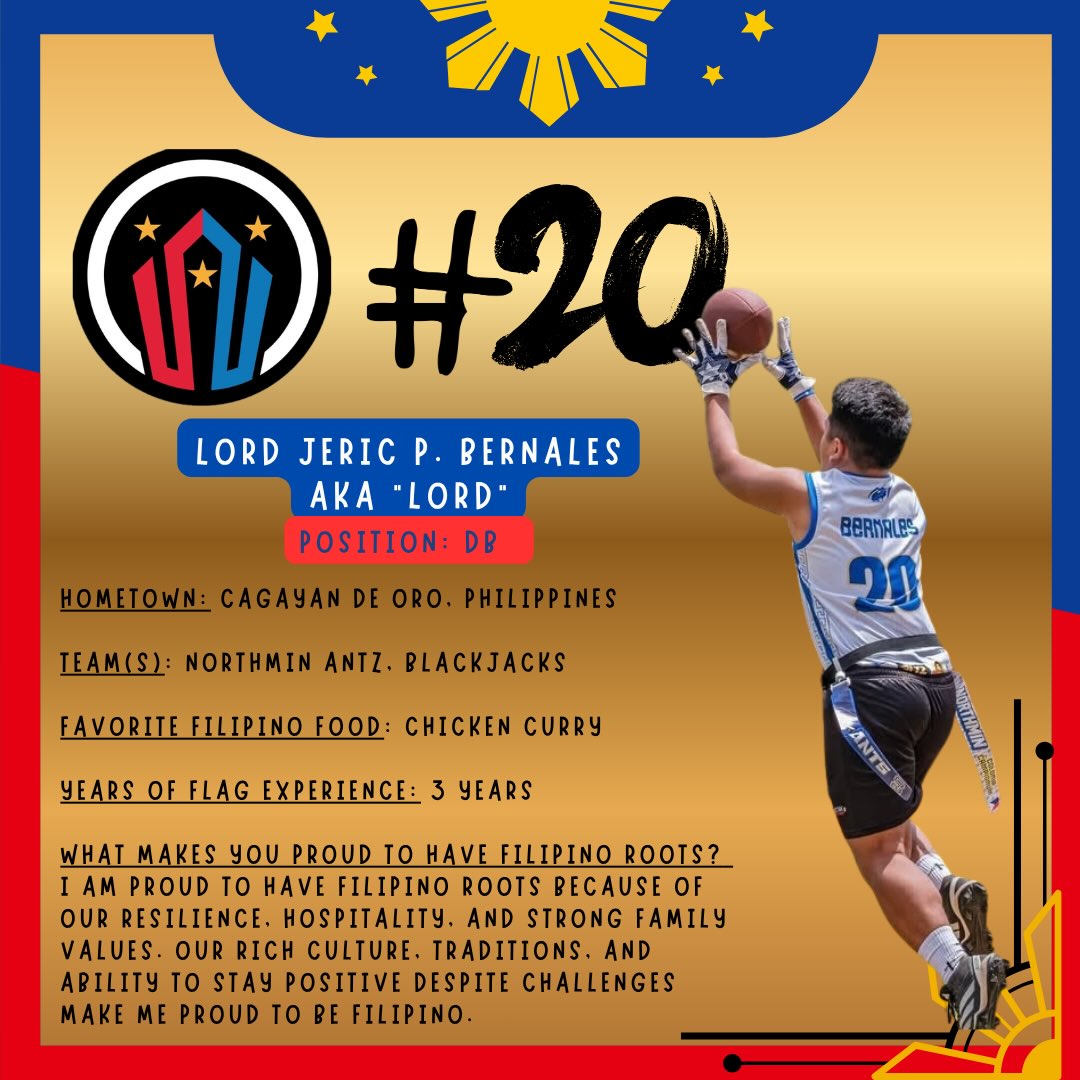 #20
LORD JERIC P. BERNALES
AKA "LORD"
POSITION: DB
HOMETOWN: CAGAYAN DE ORO, PHILIPPINES
TEAM(S): NORTHMIN ANTZ, BLACKJACKS
FAVORITE FILIPINO FOOD: CHICKEN CURRY
YEARS OF FLAG EXPERIENCE: 3 YEARS
WHAT MAKES YOU PROUD TO HAVE FILIPINO ROOTS?
I AM PROUD TO HAVE FILIPINO ROOTS BECAUSE OF
OUR RESILIENCE, HOSPITALITY, AND STRONG FAMILY
VALUES. OUR RICH CULTURE, TRADITIONS, AND
ABILITY TO STAY POSITIVE DESPITE CHALLENGES
MAKE ME PROUD TO BE FILIPINO.
BERNALES
20
ANTS
NORTHMIN